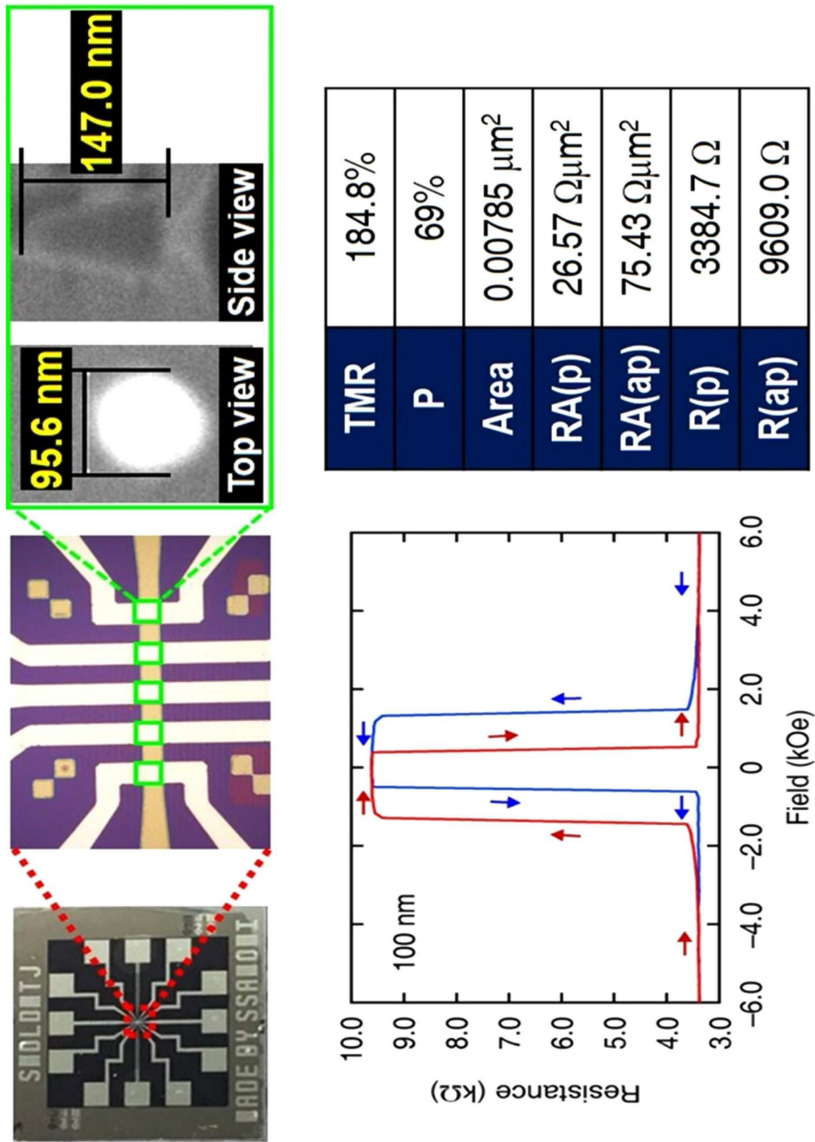 SMDL MTJ
MADE BY SSAMOMI
95.6 nm
Top view
147.0 nm
Side view
10.0
9.0
8.0
7.0
6.0
5.0
4.0
3.0
Resistance (kΩ)
100 nm
−6.0 −4.0 −2.0 0 2.0 4.0 6.0
Field (kOe)
TMR 184.8%
P 69%
Area 0.00785 μm²
RA(p) 26.57 Ωμm²
RA(ap) 75.43 Ωμm²
R(p) 3384.7 Ω
R(ap) 9609.0 Ω